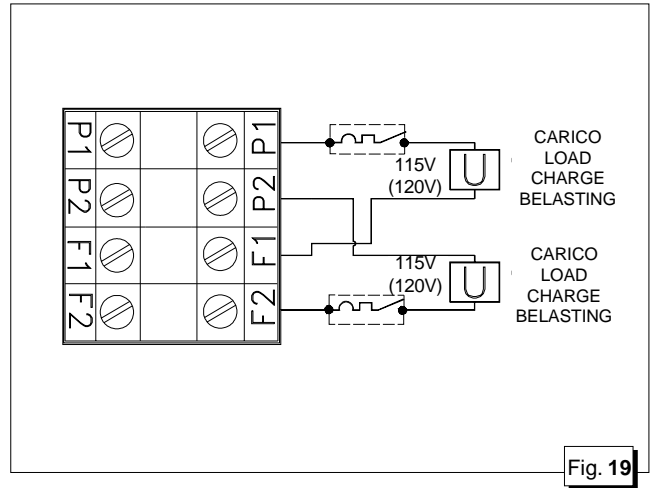 P1 P1
P2 P2
F1 F1
F2 F2
115V
(120V)
CARICO
LOAD
CHARGE
BELASTING
115V
(120V)
CARICO
LOAD
CHARGE
BELASTING
U
U
Fig. 19